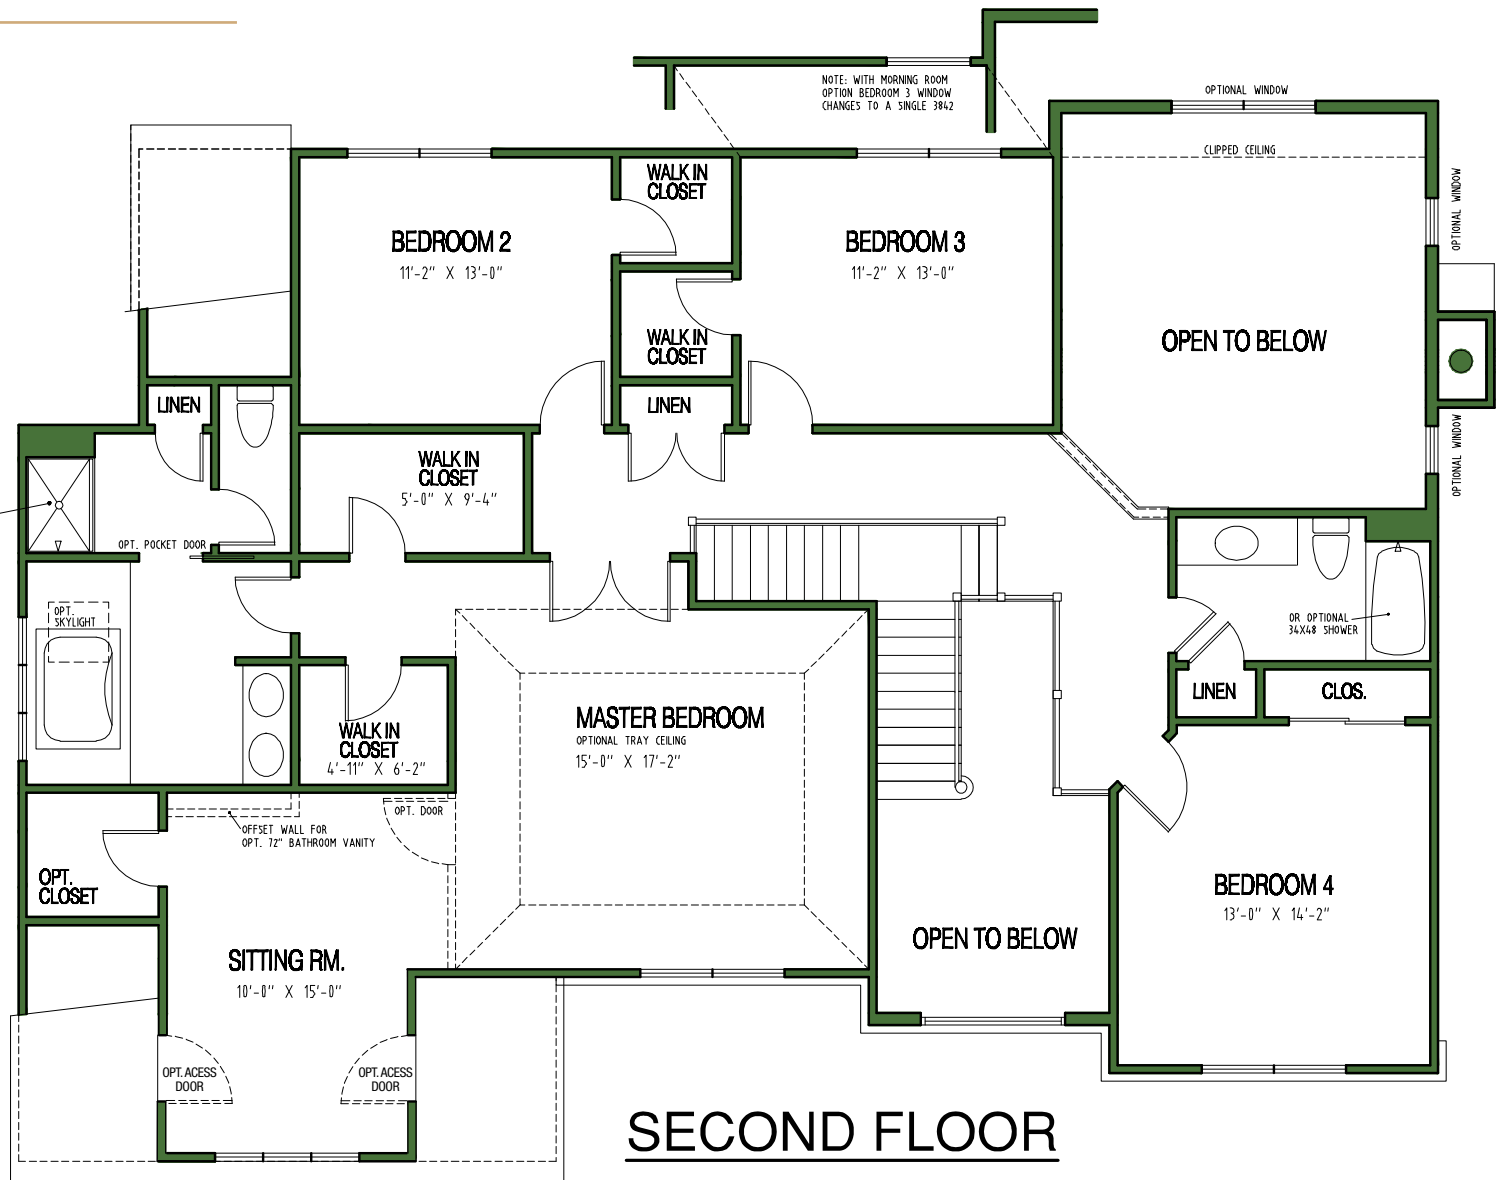 NOTE: WITH MORNING ROOM
OPTION BEDROOM 3 WINDOW
CHANGES TO A SINGLE 3842
OPTIONAL WINDOW
CLIPPED CEILING
WALK IN
CLOSET
BEDROOM 2
11'-2" X 13'-0"
BEDROOM 3
11'-2" X 13'-0"
OPTIONAL WINDOW
WALK IN
CLOSET
OPEN TO BELOW
LINEN
LINEN
OPTIONAL WINDOW
WALK IN
CLOSET
5'-0" X 9'-4"
OPT. POCKET DOOR
OPT.
SKYLIGHT
OR OPTIONAL
34X48 SHOWER
LINEN
CLOS.
MASTER BEDROOM
OPTIONAL TRAY CEILING
15'-0" X 17'-2"
WALK IN
CLOSET
4'-11" X 6'-2"
OPT. DOOR
OFFSET WALL FOR
OPT. 72" BATHROOM VANITY
OPT.
CLOSET
BEDROOM 4
13'-0" X 14'-2"
OPEN TO BELOW
SITTING RM.
10'-0" X 15'-0"
OPT. ACESS
DOOR
OPT. ACESS
DOOR
SECOND FLOOR